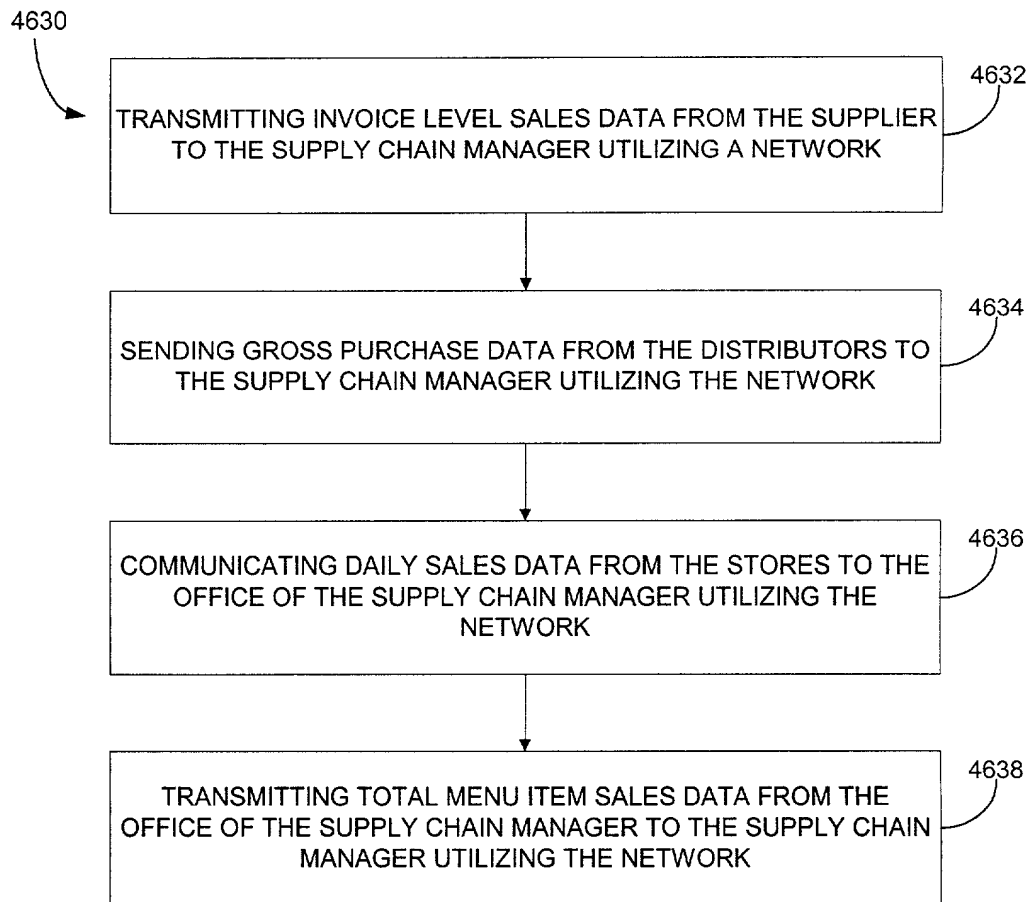 4630
4632
TRANSMITTING INVOICE LEVEL SALES DATA FROM THE SUPPLIER
TO THE SUPPLY CHAIN MANAGER UTILIZING A NETWORK
4634
SENDING GROSS PURCHASE DATA FROM THE DISTRIBUTORS TO
THE SUPPLY CHAIN MANAGER UTILIZING THE NETWORK
4636
COMMUNICATING DAILY SALES DATA FROM THE STORES TO THE
OFFICE OF THE SUPPLY CHAIN MANAGER UTILIZING THE
NETWORK
4638
TRANSMITTING TOTAL MENU ITEM SALES DATA FROM THE
OFFICE OF THE SUPPLY CHAIN MANAGER TO THE SUPPLY CHAIN
MANAGER UTILIZING THE NETWORK